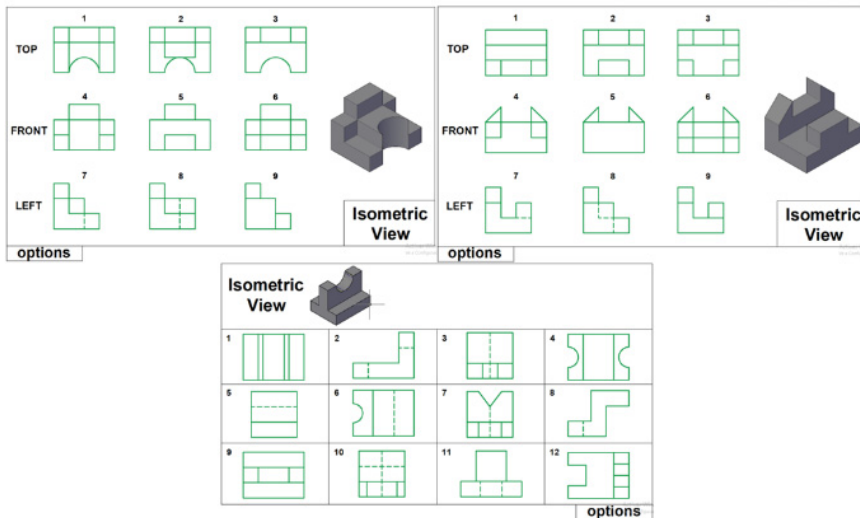 1 2 3
TOP
4 5 6
FRONT
7 8 9
LEFT
Isometric
View
options
1 2 3
TOP
4 5 6
FRONT
7 8 9
LEFT
Isometric
View
options
Isometric
View
1 2 3 4
5 6 7 8
9 10 11 12
options